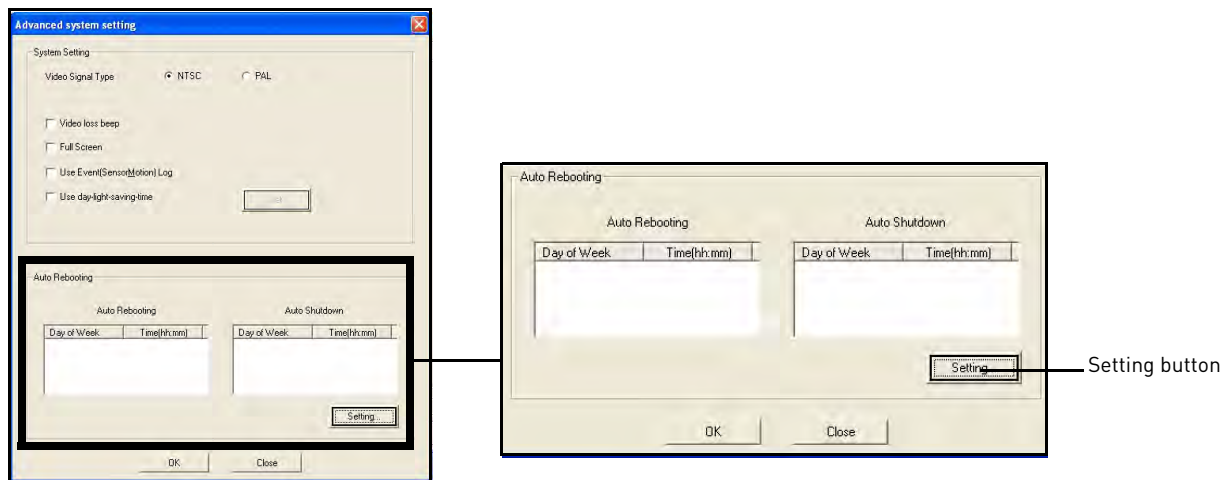 Advanced system setting
System Setting
Video Signal Type NTSC PAL
Video loss beep
Full Screen
Use Event(SensorMotion) Log
Use day-light-saving-time
Auto Rebooting
Auto Rebooting Auto Shutdown
Day of Week Time(hh:mm) Day of Week Time(hh:mm)
Setting...
OK Close
Auto Rebooting
Auto Rebooting Auto Shutdown
Day of Week Time(hh:mm) Day of Week Time(hh:mm)
Setting...
OK Close
Setting button